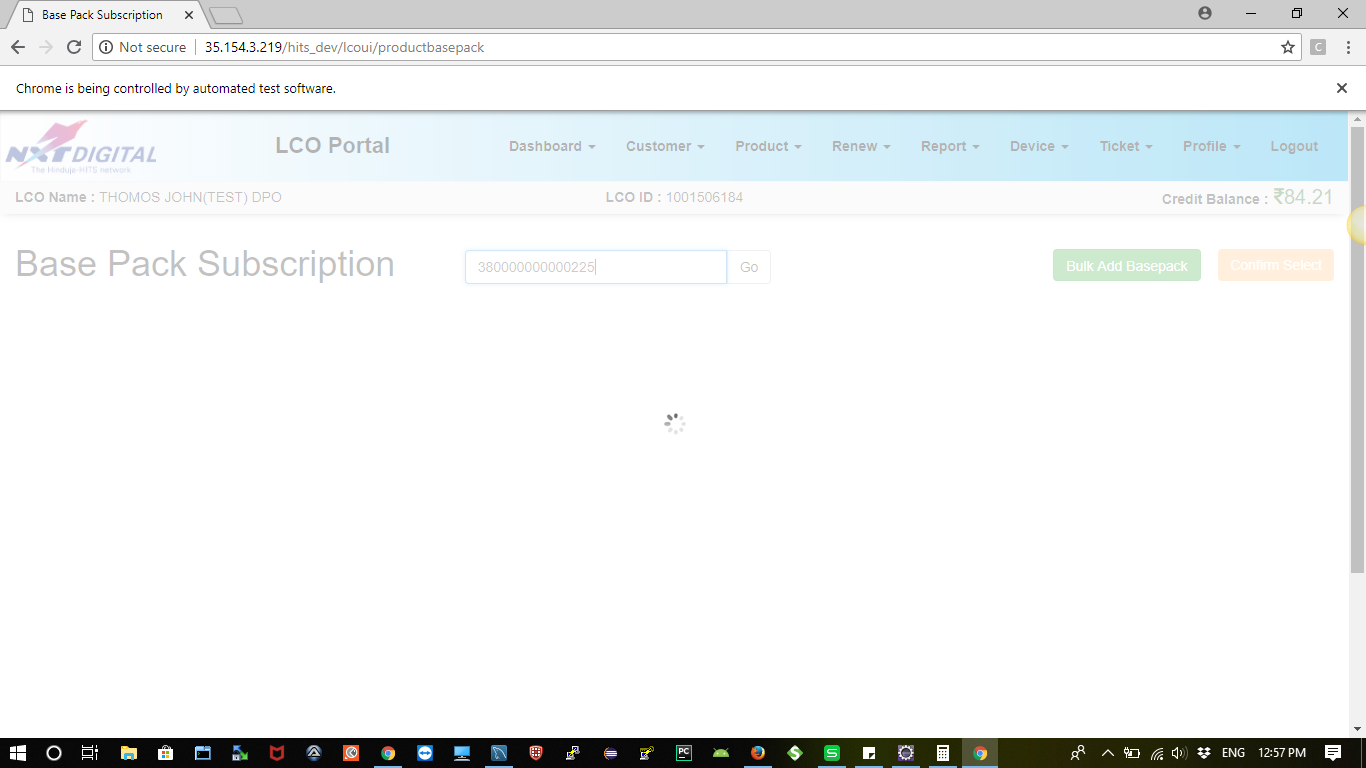 Base Pack Subscription
Not secure 35.154.3.219/hits_dev/lcoui/productbasepack C
Chrome is being controlled by automated test software.
NXTDIGITAL
The Hinduja-HITS network
LCO Portal Dashboard Customer Product Renew Report Device Ticket Profile Logout
LCO Name : THOMOS JOHN(TEST) DPO LCO ID : 1001506184 Credit Balance : ₹84.21
Base Pack Subscription 380000000000225 Go Bulk Add Basepack Confirm Select
PC S S ENG 12:57 PM